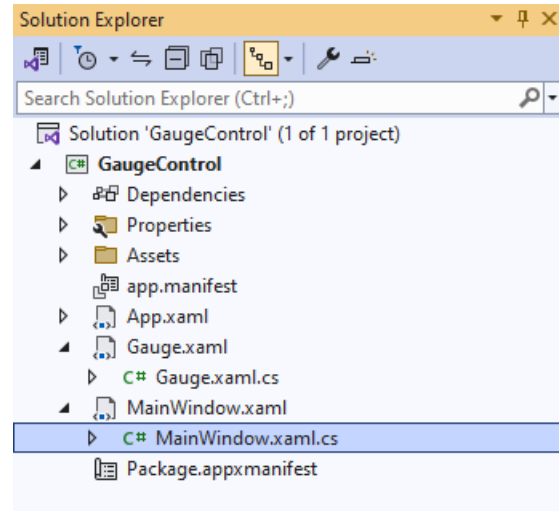 Solution Explorer
Search Solution Explorer (Ctrl+;)
Solution 'GaugeControl' (1 of 1 project)
C# GaugeControl
Dependencies
Properties
Assets
app.manifest
App.xaml
Gauge.xaml
C# Gauge.xaml.cs
MainWindow.xaml
C# MainWindow.xaml.cs
Package.appxmanifest